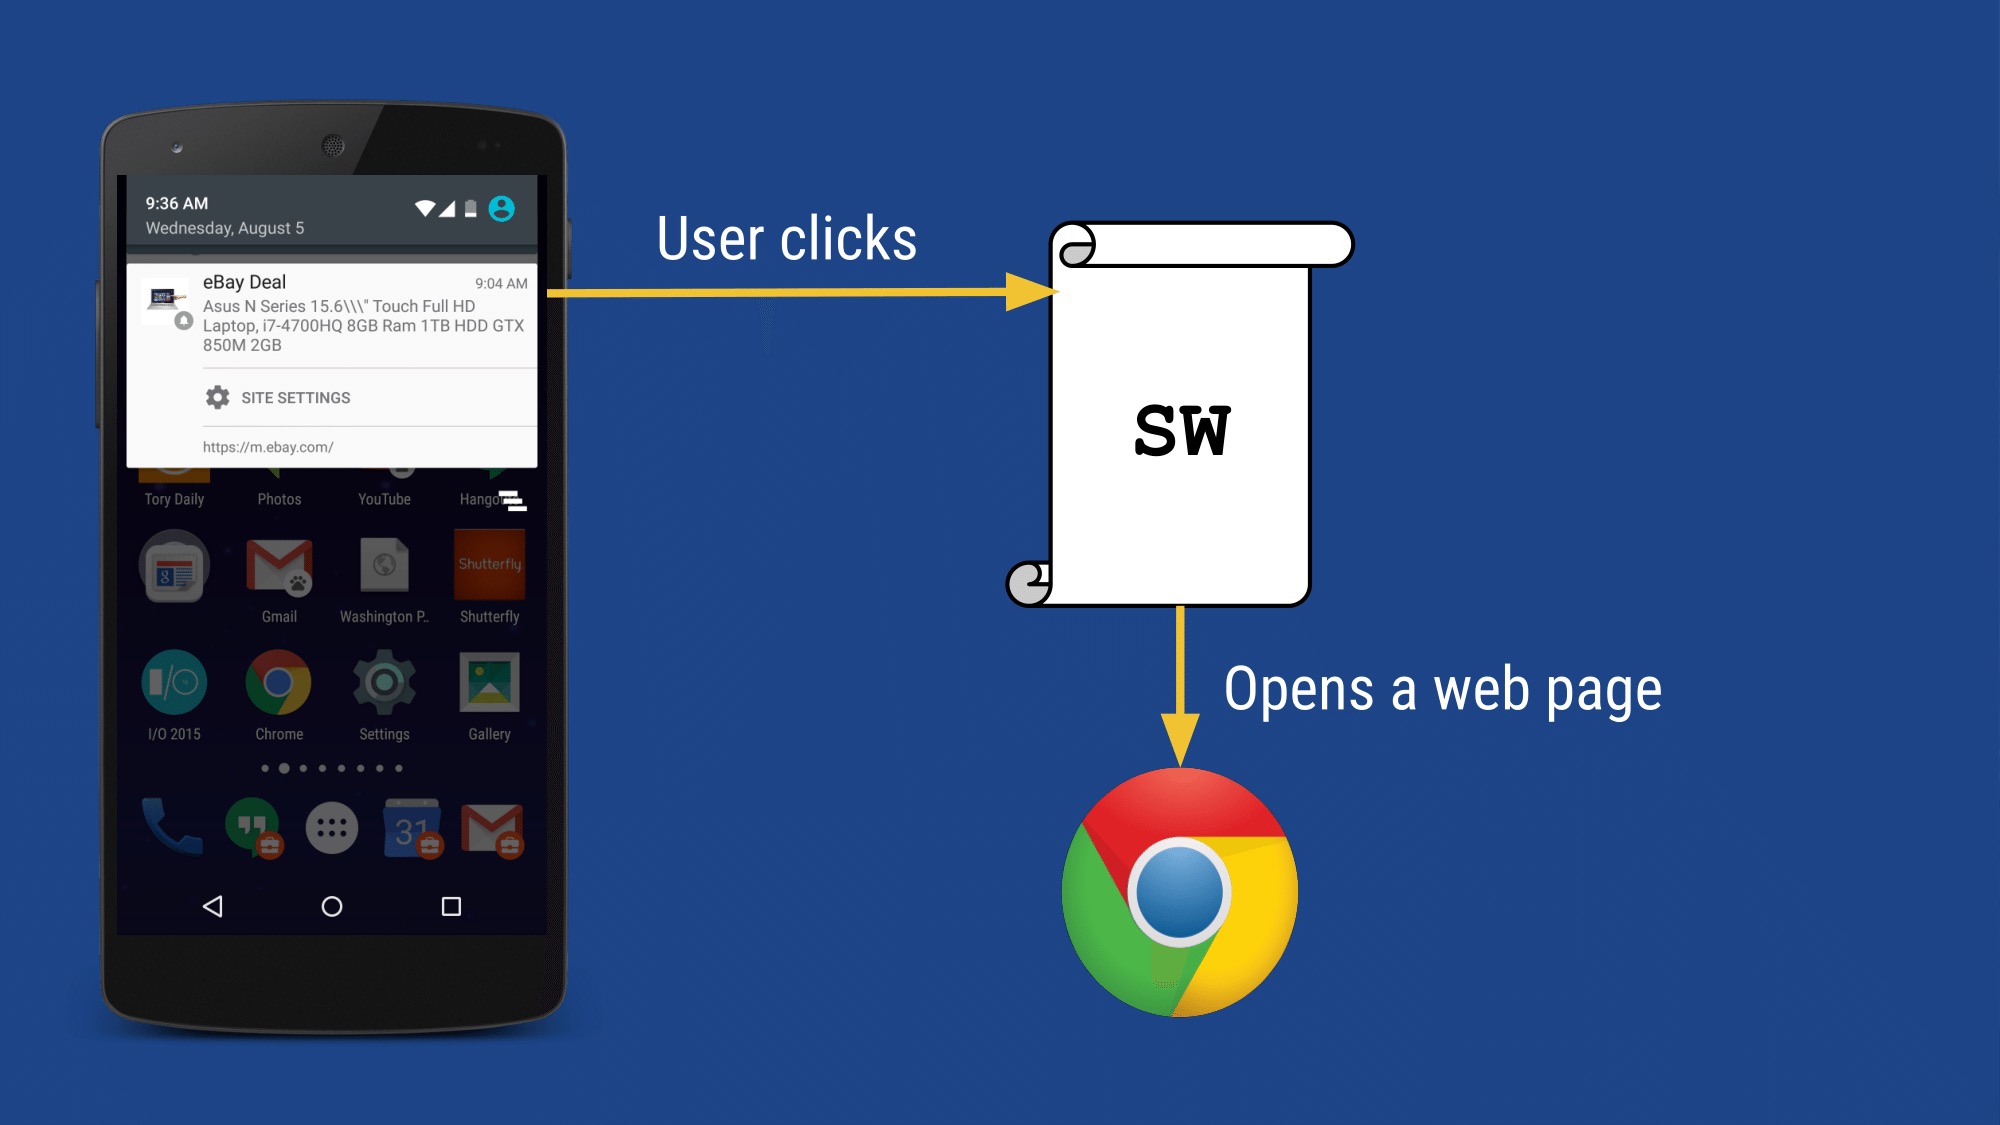 9:36 AM
Wednesday, August 5
eBay Deal
9:04 AM
Asus N Series 15.6\\\" Touch Full HD
Laptop, i7-4700HQ 8GB Ram 1TB HDD GTX
850M 2GB
SITE SETTINGS
https://m.ebay.com/
Tory Daily
Photos
YouTube
Gmail
Washington P..
Shutterfly
Shutterfly
I/O
I/O 2015
Chrome
Settings
Gallery
31
User clicks
SW
Opens a web page